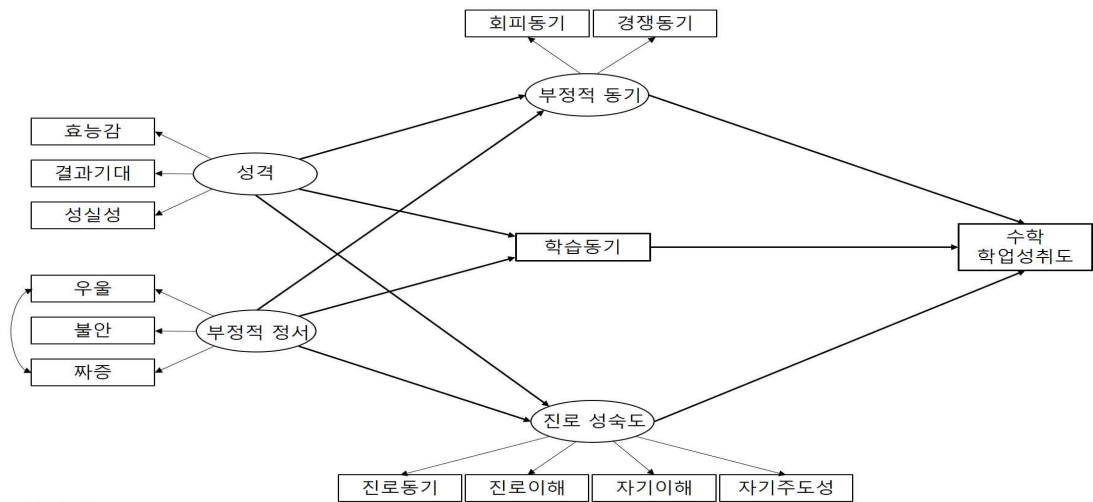 회피동기
경쟁동기
부정적 동기
효능감
결과기대
성격
성실성
학습동기
수학
학업성취도
우울
불안
부정적 정서
짜증
진로 성숙도
진로동기
진로이해
자기이해
자기주도성